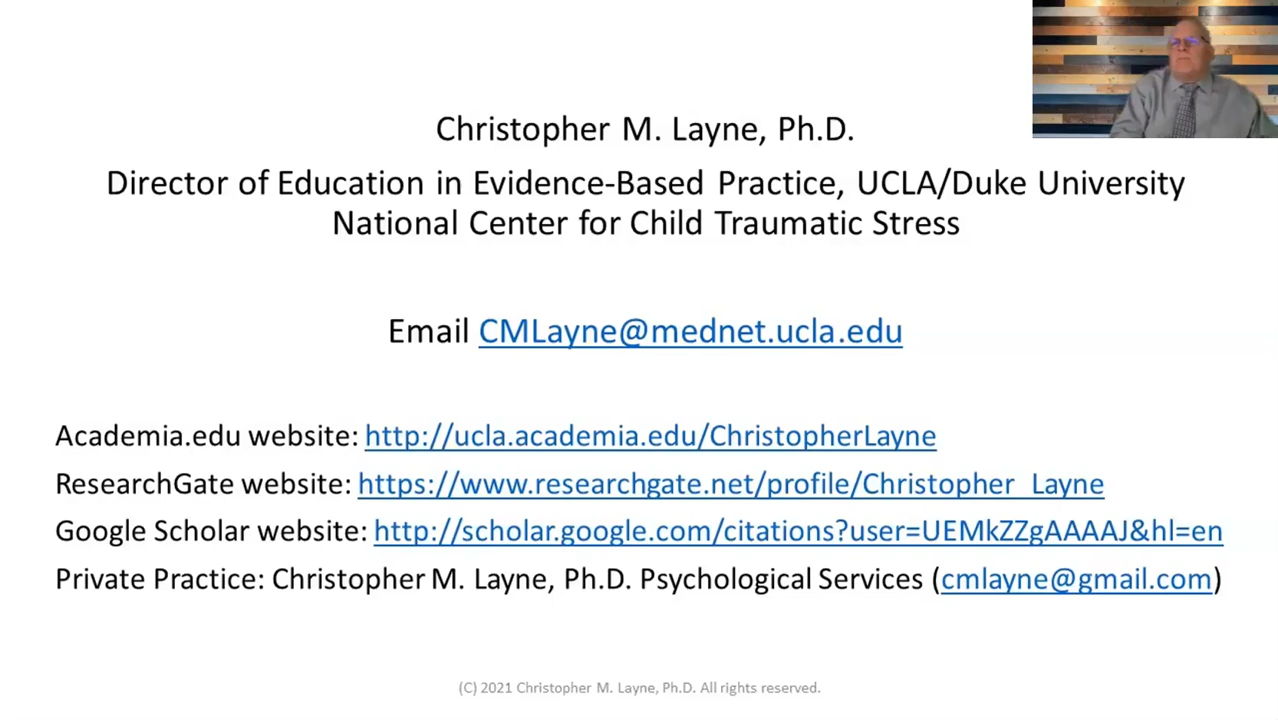 Christopher M. Layne, Ph.D.
Director of Education in Evidence-Based Practice, UCLA/Duke University
National Center for Child Traumatic Stress
Email CMLayne@mednet.ucla.edu
Academia.edu website: http://ucla.academia.edu/ChristopherLayne
ResearchGate website: https://www.researchgate.net/profile/Christopher_Layne
Google Scholar website: http://scholar.google.com/citations?user=UEMkZZgAAAAJ&hl=en
Private Practice: Christopher M. Layne, Ph.D. Psychological Services (cmlayne@gmail.com)
(C) 2021 Christopher M. Layne, Ph.D. All rights reserved.